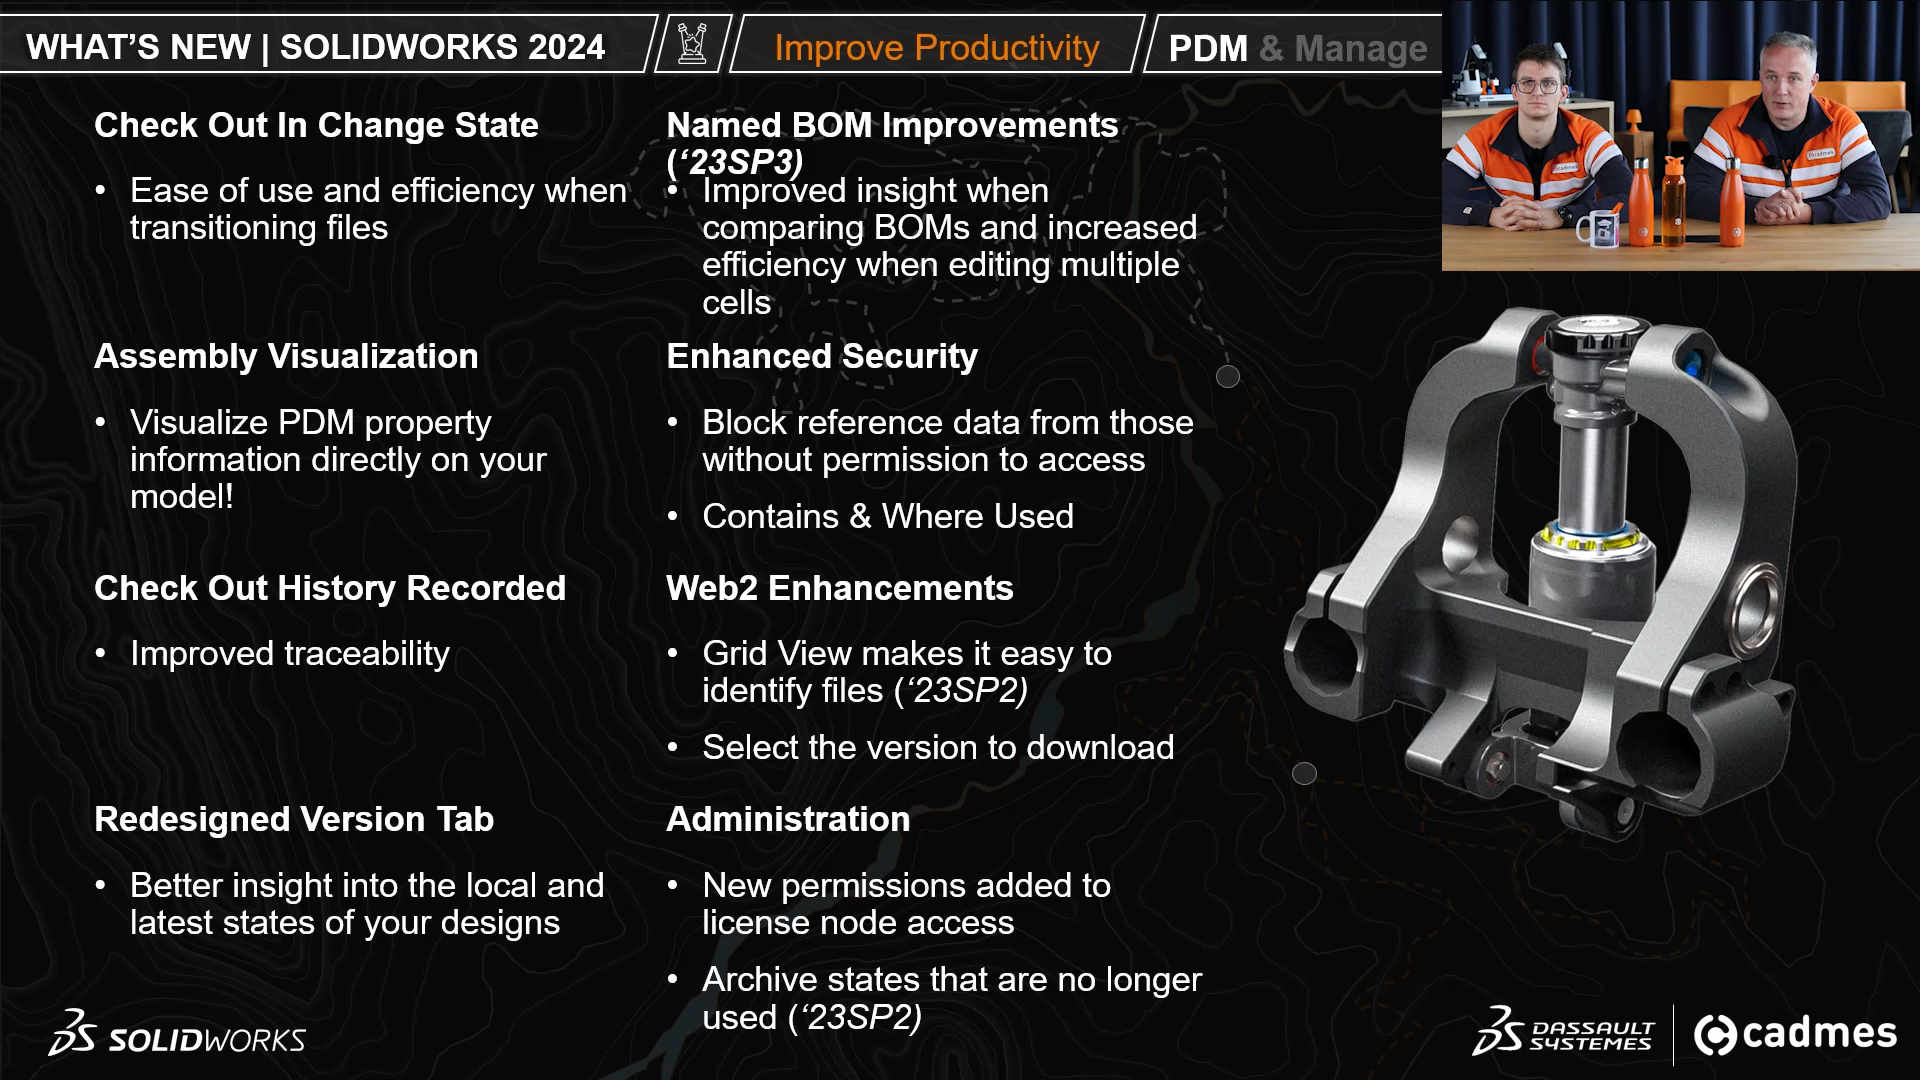 WHAT’S NEW | SOLIDWORKS 2024
Improve Productivity
PDM & Manage
Check Out In Change State
• Ease of use and efficiency when
transitioning files
Assembly Visualization
• Visualize PDM property
information directly on your
model!
Check Out History Recorded
• Improved traceability
Redesigned Version Tab
• Better insight into the local and
latest states of your designs
Named BOM Improvements
(‘23SP3)
• Improved insight when
comparing BOMs and increased
efficiency when editing multiple
cells
Enhanced Security
• Block reference data from those
without permission to access
• Contains & Where Used
Web2 Enhancements
• Grid View makes it easy to
identify files (‘23SP2)
• Select the version to download
Administration
• New permissions added to
license node access
• Archive states that are no longer
used (‘23SP2)
SOLIDWORKS
DASSAULT
SYSTEMES
cadmes